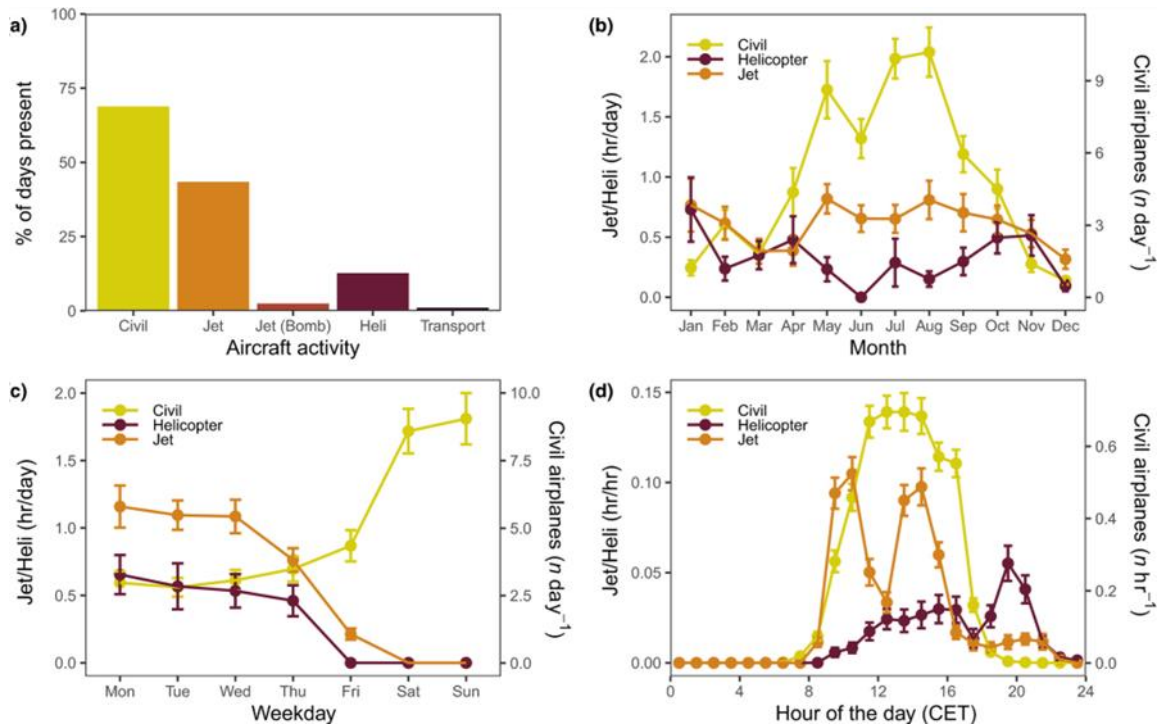 a)
100
75
50
25
0
% of days present
Civil Jet Jet (Bomb) Heli Transport
Aircraft activity
(b)
Civil
Helicopter
Jet
2.0
1.5
1.0
0.5
0.0
Jet/Heli (hr/day)
9
6
3
0
Civil airplanes (n day⁻¹)
Jan Feb Mar Apr May Jun Jul Aug Sep Oct Nov Dec
Month
c)
Civil
Helicopter
Jet
2.0
1.5
1.0
0.5
0.0
Jet/Heli (hr/day)
10.0
7.5
5.0
2.5
0.0
Civil airplanes (n day⁻¹)
Mon Tue Wed Thu Fri Sat Sun
Weekday
(d)
Civil
Helicopter
Jet
0.15
0.10
0.05
0.00
Jet/Heli (hr/hr)
0.6
0.4
0.2
0.0
Civil airplanes (n hr⁻¹)
0 4 8 12 16 20 24
Hour of the day (CET)